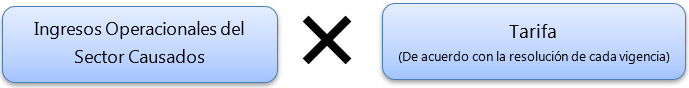 Ingresos Operacionales del
Sector Causados
Tarifa
(De acuerdo con la resolución de cada vigencia)